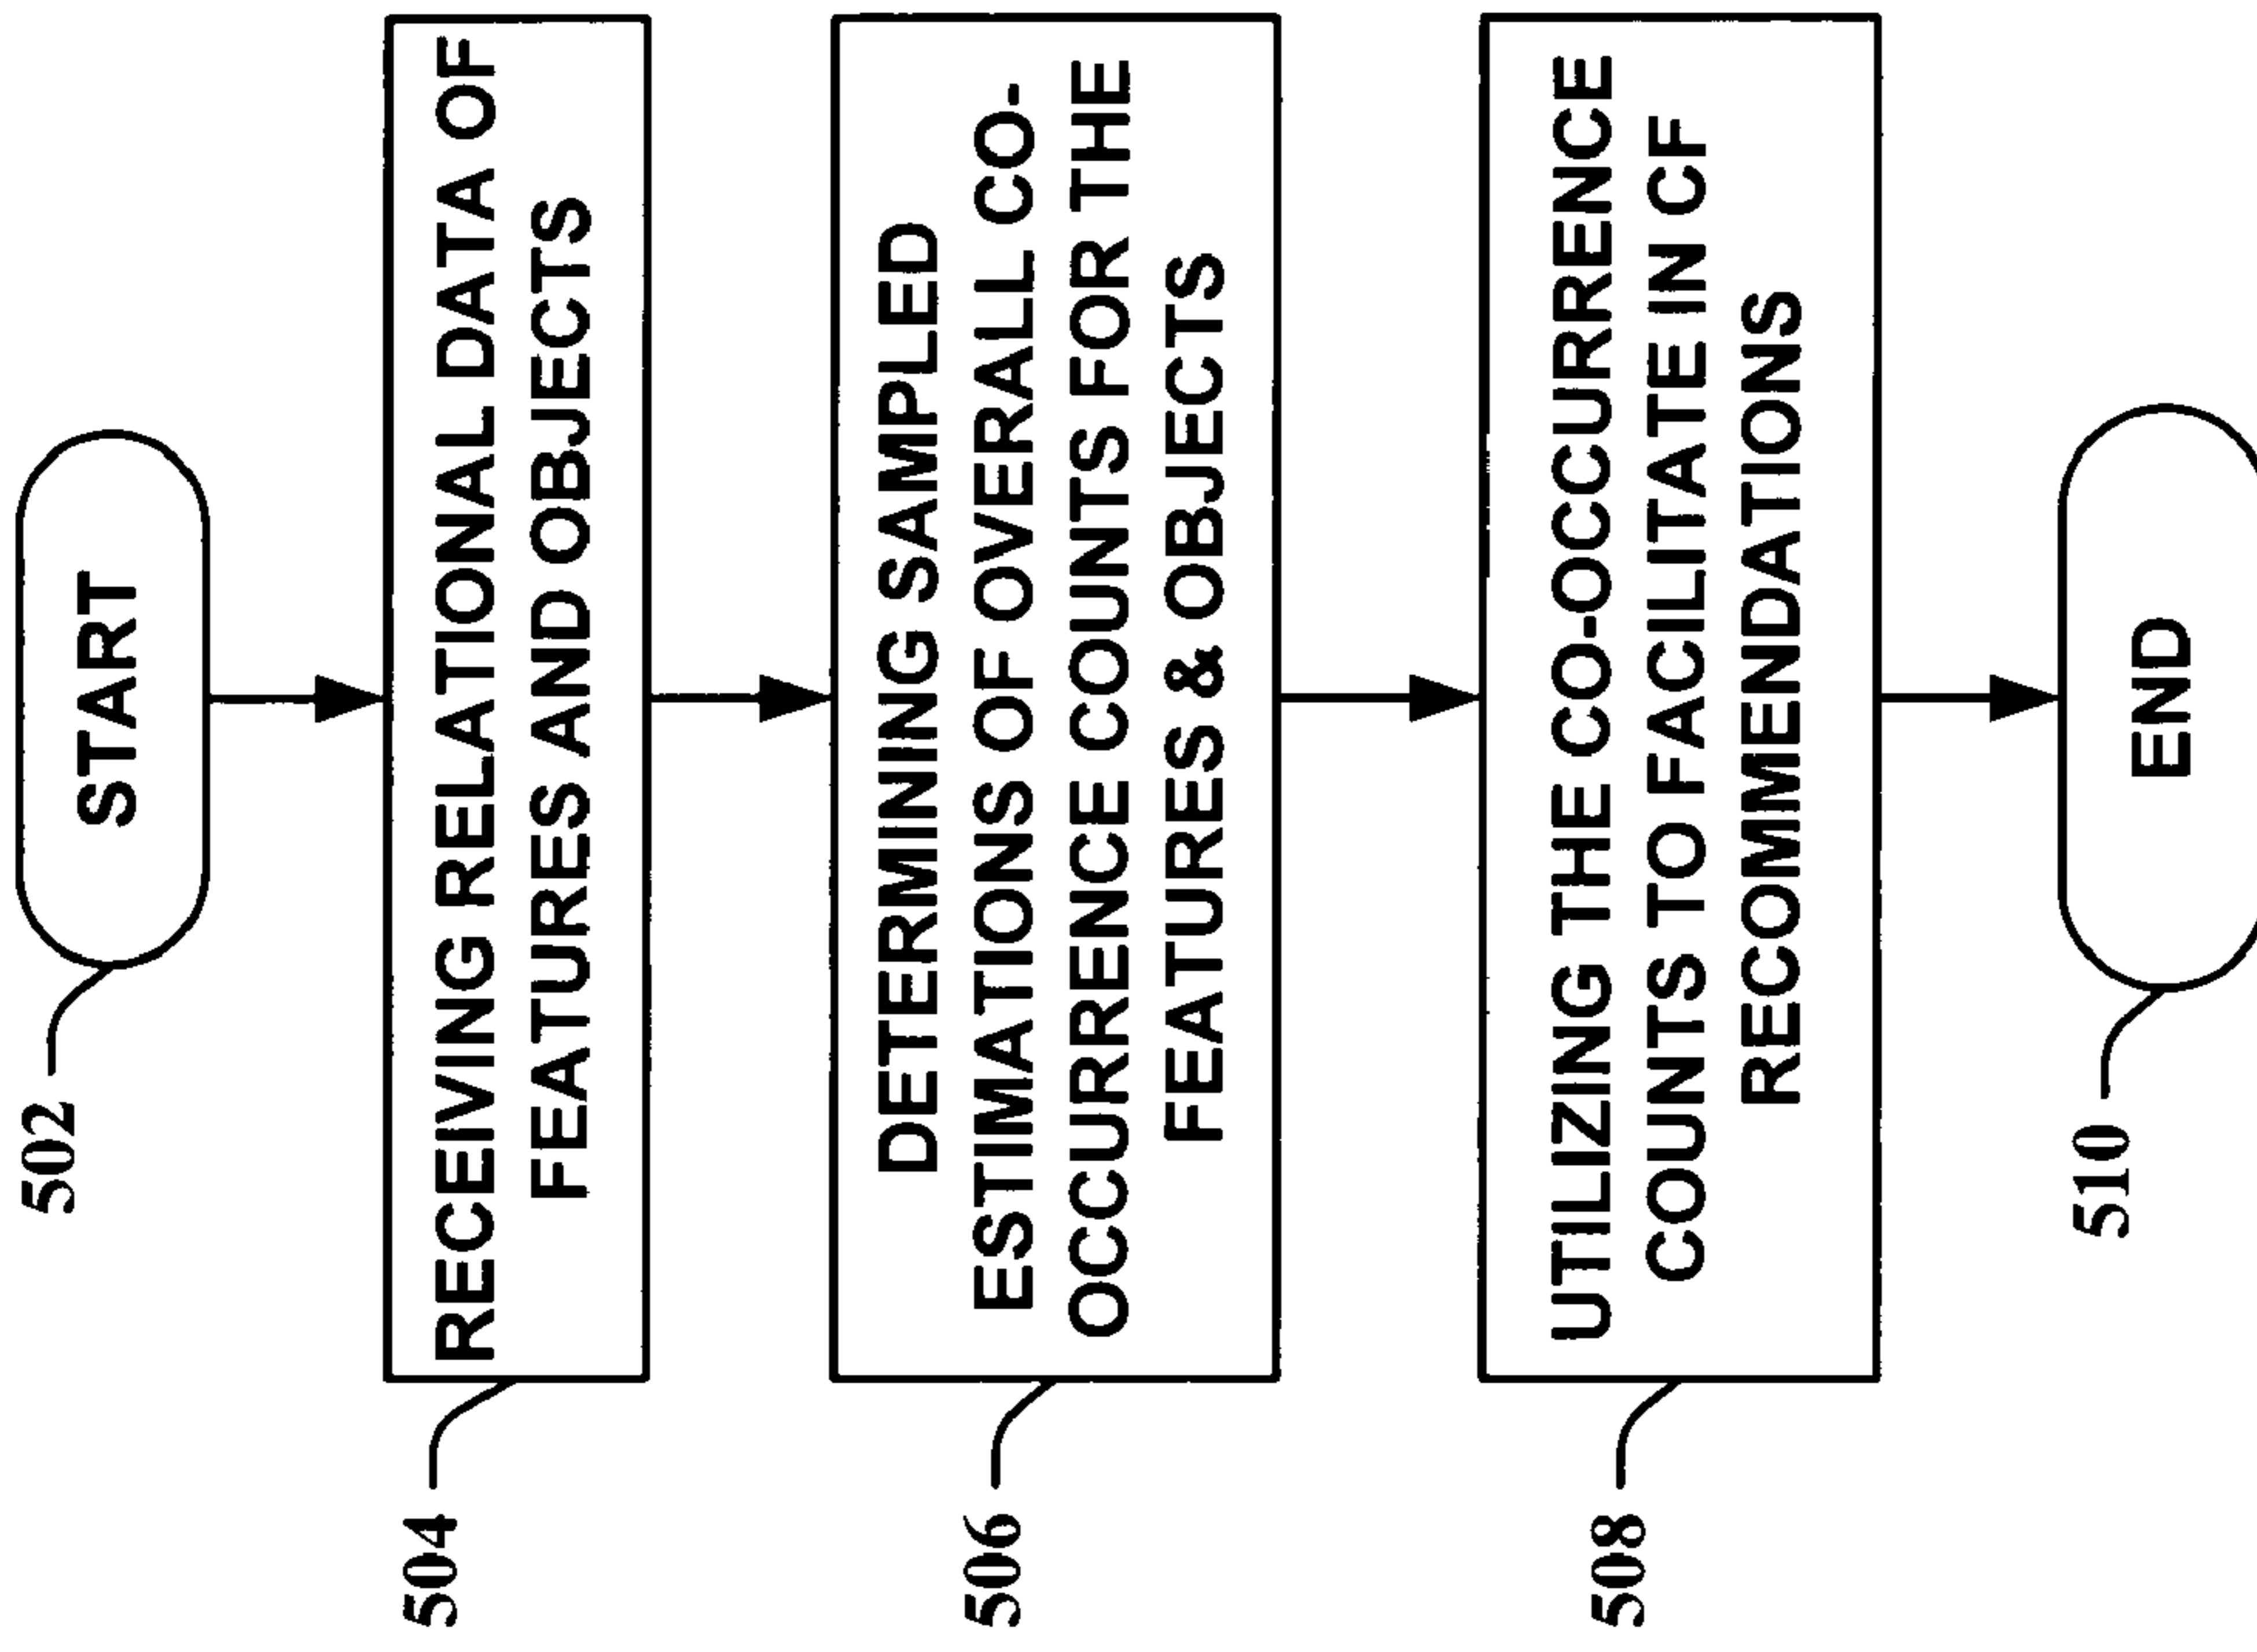 502
START
504
RECEIVING RELATIONAL DATA OF
FEATURES AND OBJECTS
506
DETERMINING SAMPLED
ESTIMATIONS OF OVERALL CO-
OCCURRENCE COUNTS FOR THE
FEATURES & OBJECTS
508
UTILIZING THE CO-OCCURRENCE
COUNTS TO FACILITATE IN CF
RECOMMENDATIONS
510
END